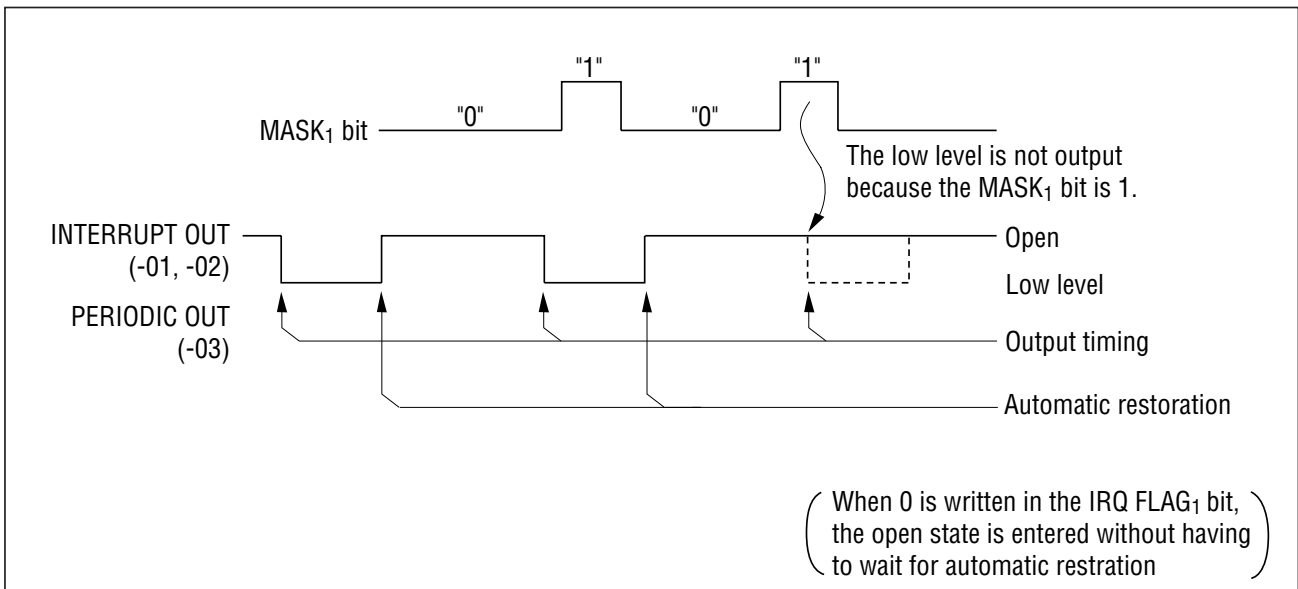 "1" "1"
MASK₁ bit "0" "0"
The low level is not output
because the MASK₁ bit is 1.
INTERRUPT OUT
(-01, -02)
Open
Low level
PERIODIC OUT
(-03)
Output timing
Automatic restoration
When 0 is written in the IRQ FLAG₁ bit,
the open state is entered without having
to wait for automatic restration